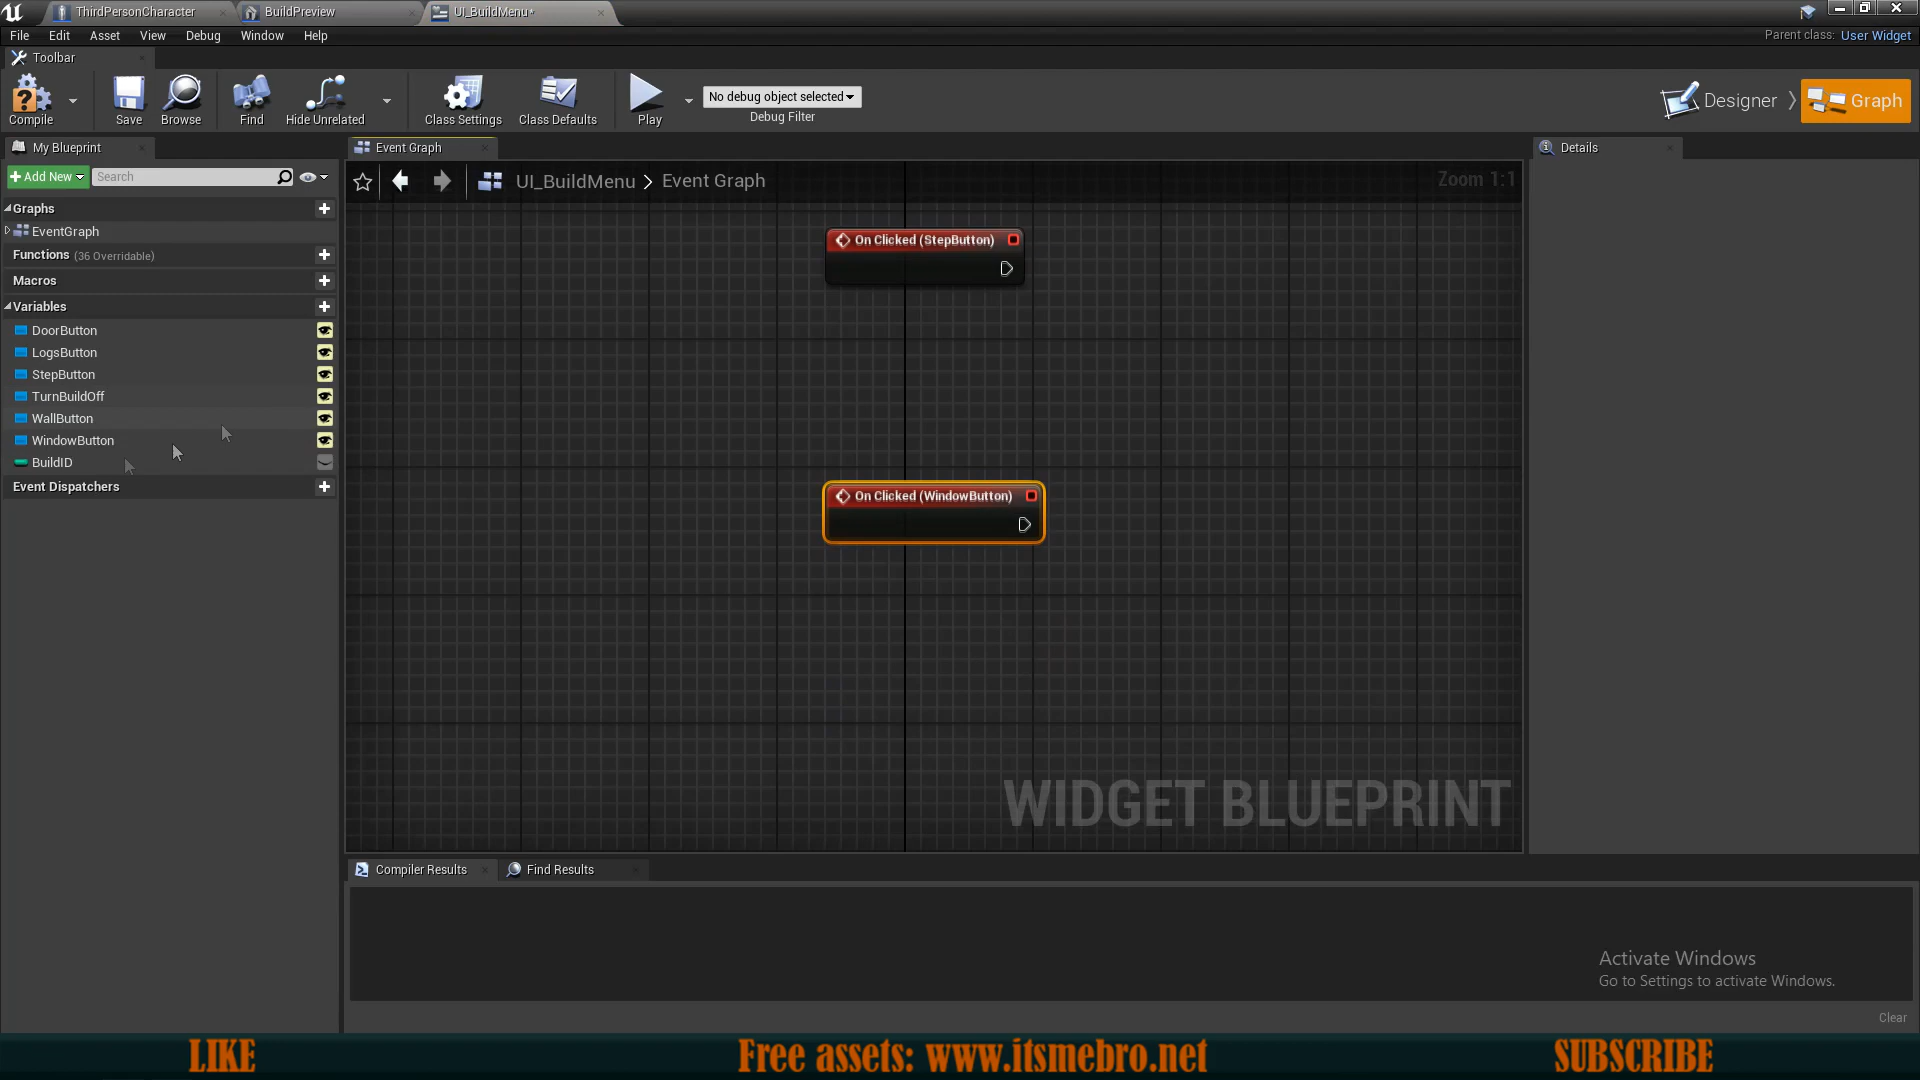 ThirdPersonCharacter
BuildPreview
UI_BuildMenu*
File Edit Asset View Debug Window Help
Parent class: User Widget
Toolbar
Compile
Save
Browse
Find
Hide Unrelated
Class Settings
Class Defaults
Play
No debug object selected
Debug Filter
Designer
Graph
My Blueprint
Event Graph
Details
Add New
Search
UI_BuildMenu > Event Graph
Zoom 1:1
Graphs
EventGraph
Functions (36 Overridable)
Macros
Variables
DoorButton
LogsButton
StepButton
TurnBuildOff
WallButton
WindowButton
BuildID
Event Dispatchers
On Clicked (StepButton)
On Clicked (WindowButton)
WIDGET BLUEPRINT
Compiler Results
Find Results
Activate Windows
Go to Settings to activate Windows.
Clear
LIKE
Free assets: www.itsmebro.net
SUBSCRIBE